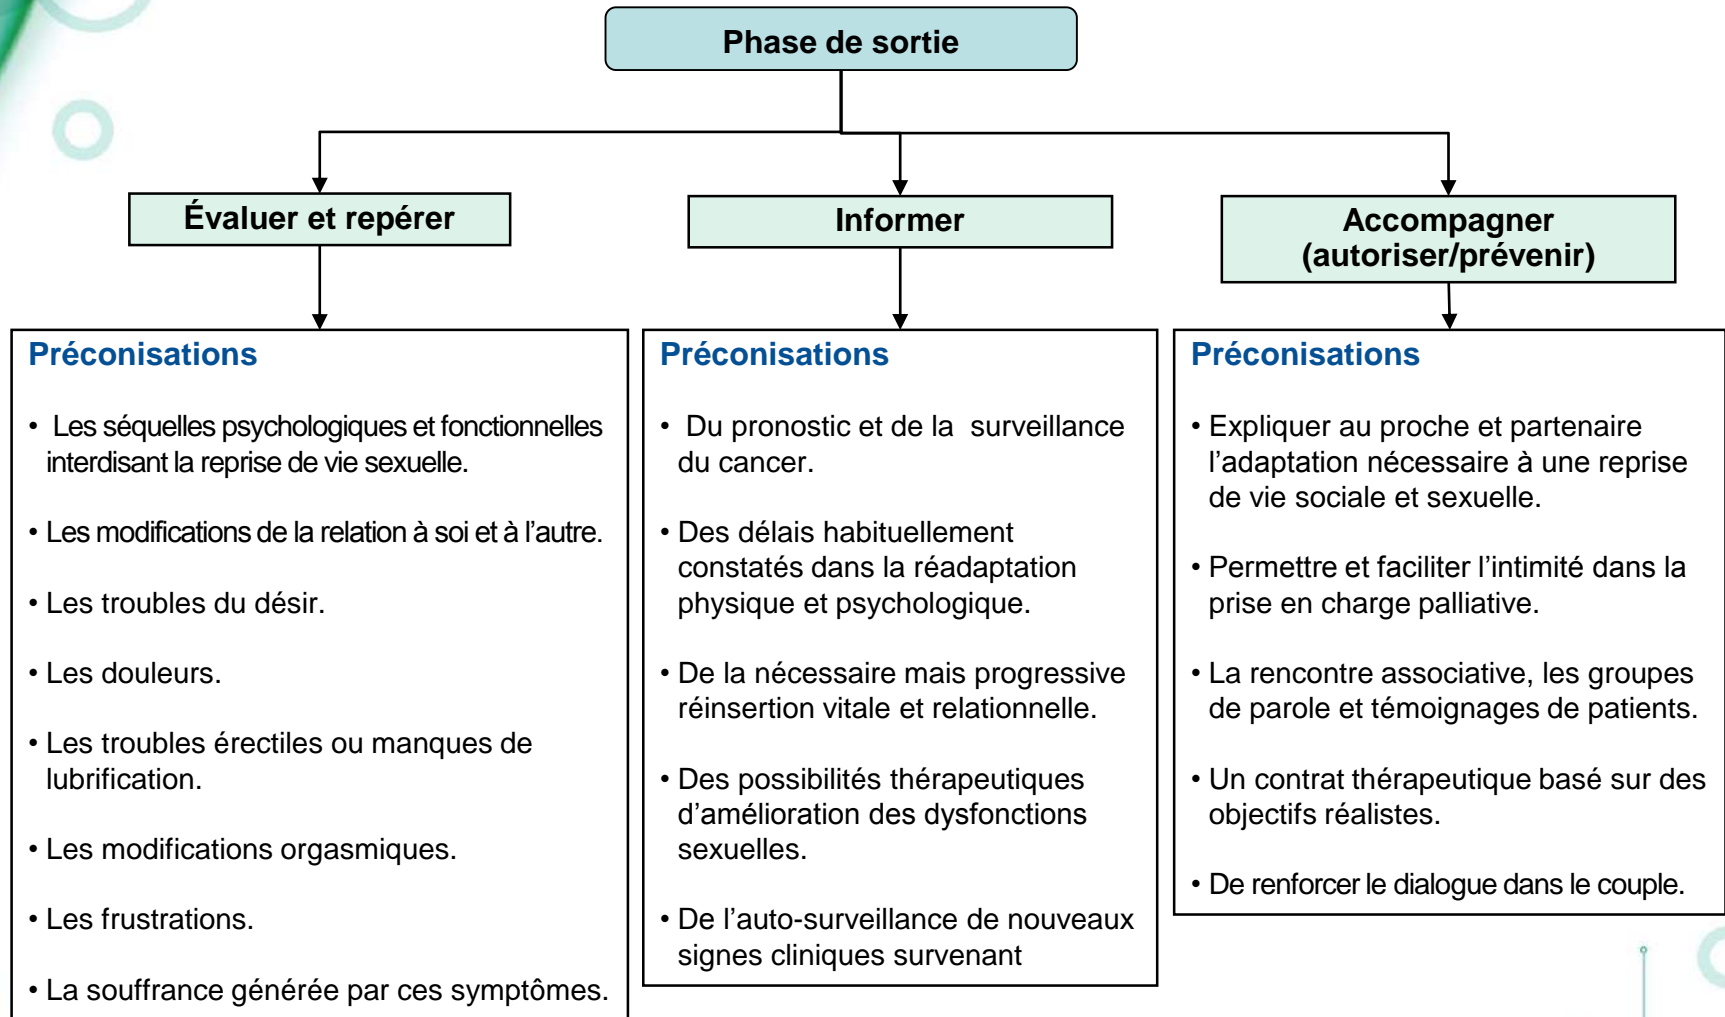 Phase de sortie
Évaluer et repérer
Informer
Accompagner
(autoriser/prévenir)
Préconisations
• Les séquelles psychologiques et fonctionnelles
interdisant la reprise de vie sexuelle.
• Les modifications de la relation à soi et à l’autre.
• Les troubles du désir.
• Les douleurs.
• Les troubles érectiles ou manques de
lubrification.
• Les modifications orgasmiques.
• Les frustrations.
• La souffrance générée par ces symptômes.
Préconisations
• Du pronostic et de la surveillance
du cancer.
• Des délais habituellement
constatés dans la réadaptation
physique et psychologique.
• De la nécessaire mais progressive
réinsertion vitale et relationnelle.
• Des possibilités thérapeutiques
d’amélioration des dysfonctions
sexuelles.
• De l’auto-surveillance de nouveaux
signes cliniques survenant
Préconisations
• Expliquer au proche et partenaire
l’adaptation nécessaire à une reprise
de vie sociale et sexuelle.
• Permettre et faciliter l’intimité dans la
prise en charge palliative.
• La rencontre associative, les groupes
de parole et témoignages de patients.
• Un contrat thérapeutique basé sur des
objectifs réalistes.
• De renforcer le dialogue dans le couple.